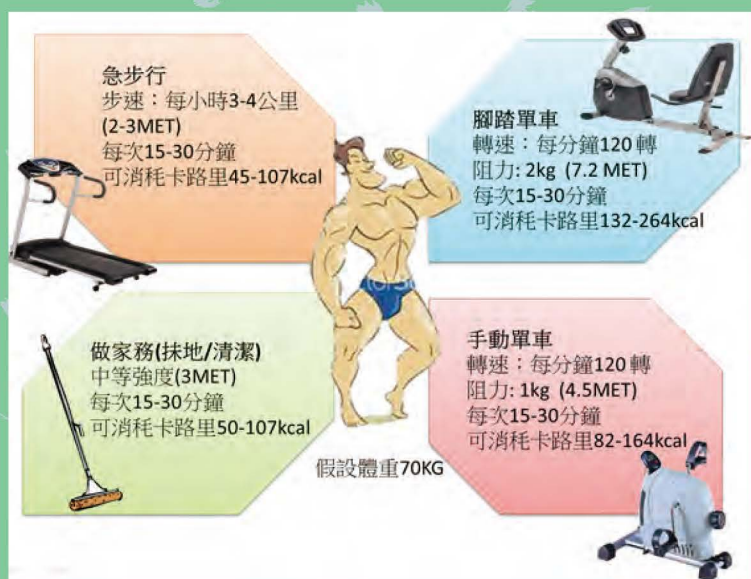 急步行
步速：每小時3-4公里
(2-3MET)
每次15-30分鐘
可消耗卡路里45-107kcal
腳踏單車
轉速：每分鐘120 轉
阻力: 2kg (7.2 MET)
每次15-30分鐘
可消耗卡路里132-264kcal
做家務(抹地/清潔)
中等強度(3MET)
每次15-30分鐘
可消耗卡路里50-107kcal
手動單車
轉速：每分鐘120 轉
阻力: 1kg (4.5MET)
每次15-30分鐘
可消耗卡路里82-164kcal
假設體重70KG